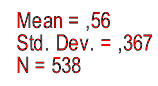 Mean = ,56
Std. Dev. = ,367
N = 538